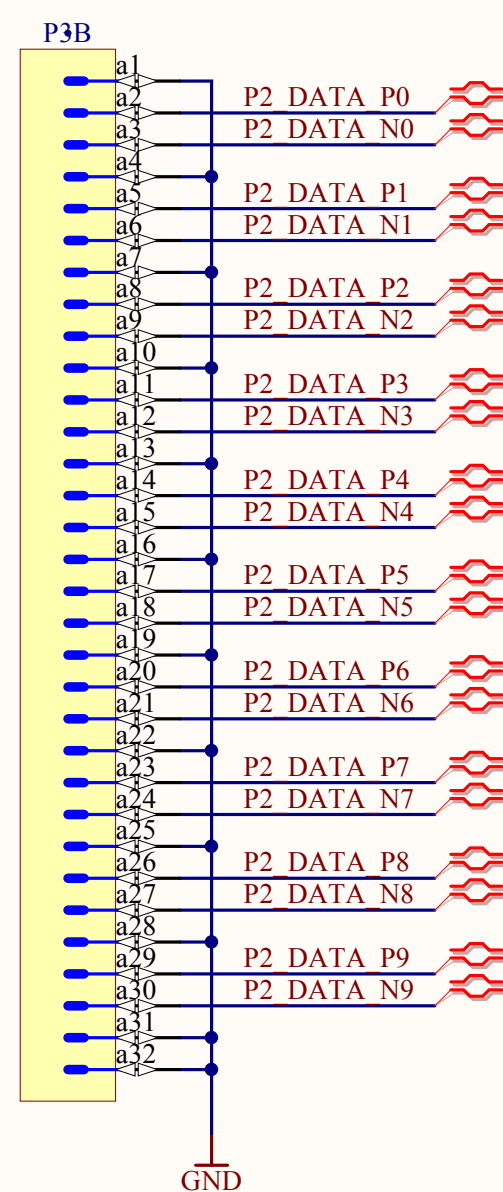 P3B
a1
a2 P2_DATA_P0
a3 P2_DATA_N0
a4
a5 P2_DATA_P1
a6 P2_DATA_N1
a7
a8 P2_DATA_P2
a9 P2_DATA_N2
a10
a11 P2_DATA_P3
a12 P2_DATA_N3
a13
a14 P2_DATA_P4
a15 P2_DATA_N4
a16
a17 P2_DATA_P5
a18 P2_DATA_N5
a19
a20 P2_DATA_P6
a21 P2_DATA_N6
a22
a23 P2_DATA_P7
a24 P2_DATA_N7
a25
a26 P2_DATA_P8
a27 P2_DATA_N8
a28
a29 P2_DATA_P9
a30 P2_DATA_N9
a31
a32
GND